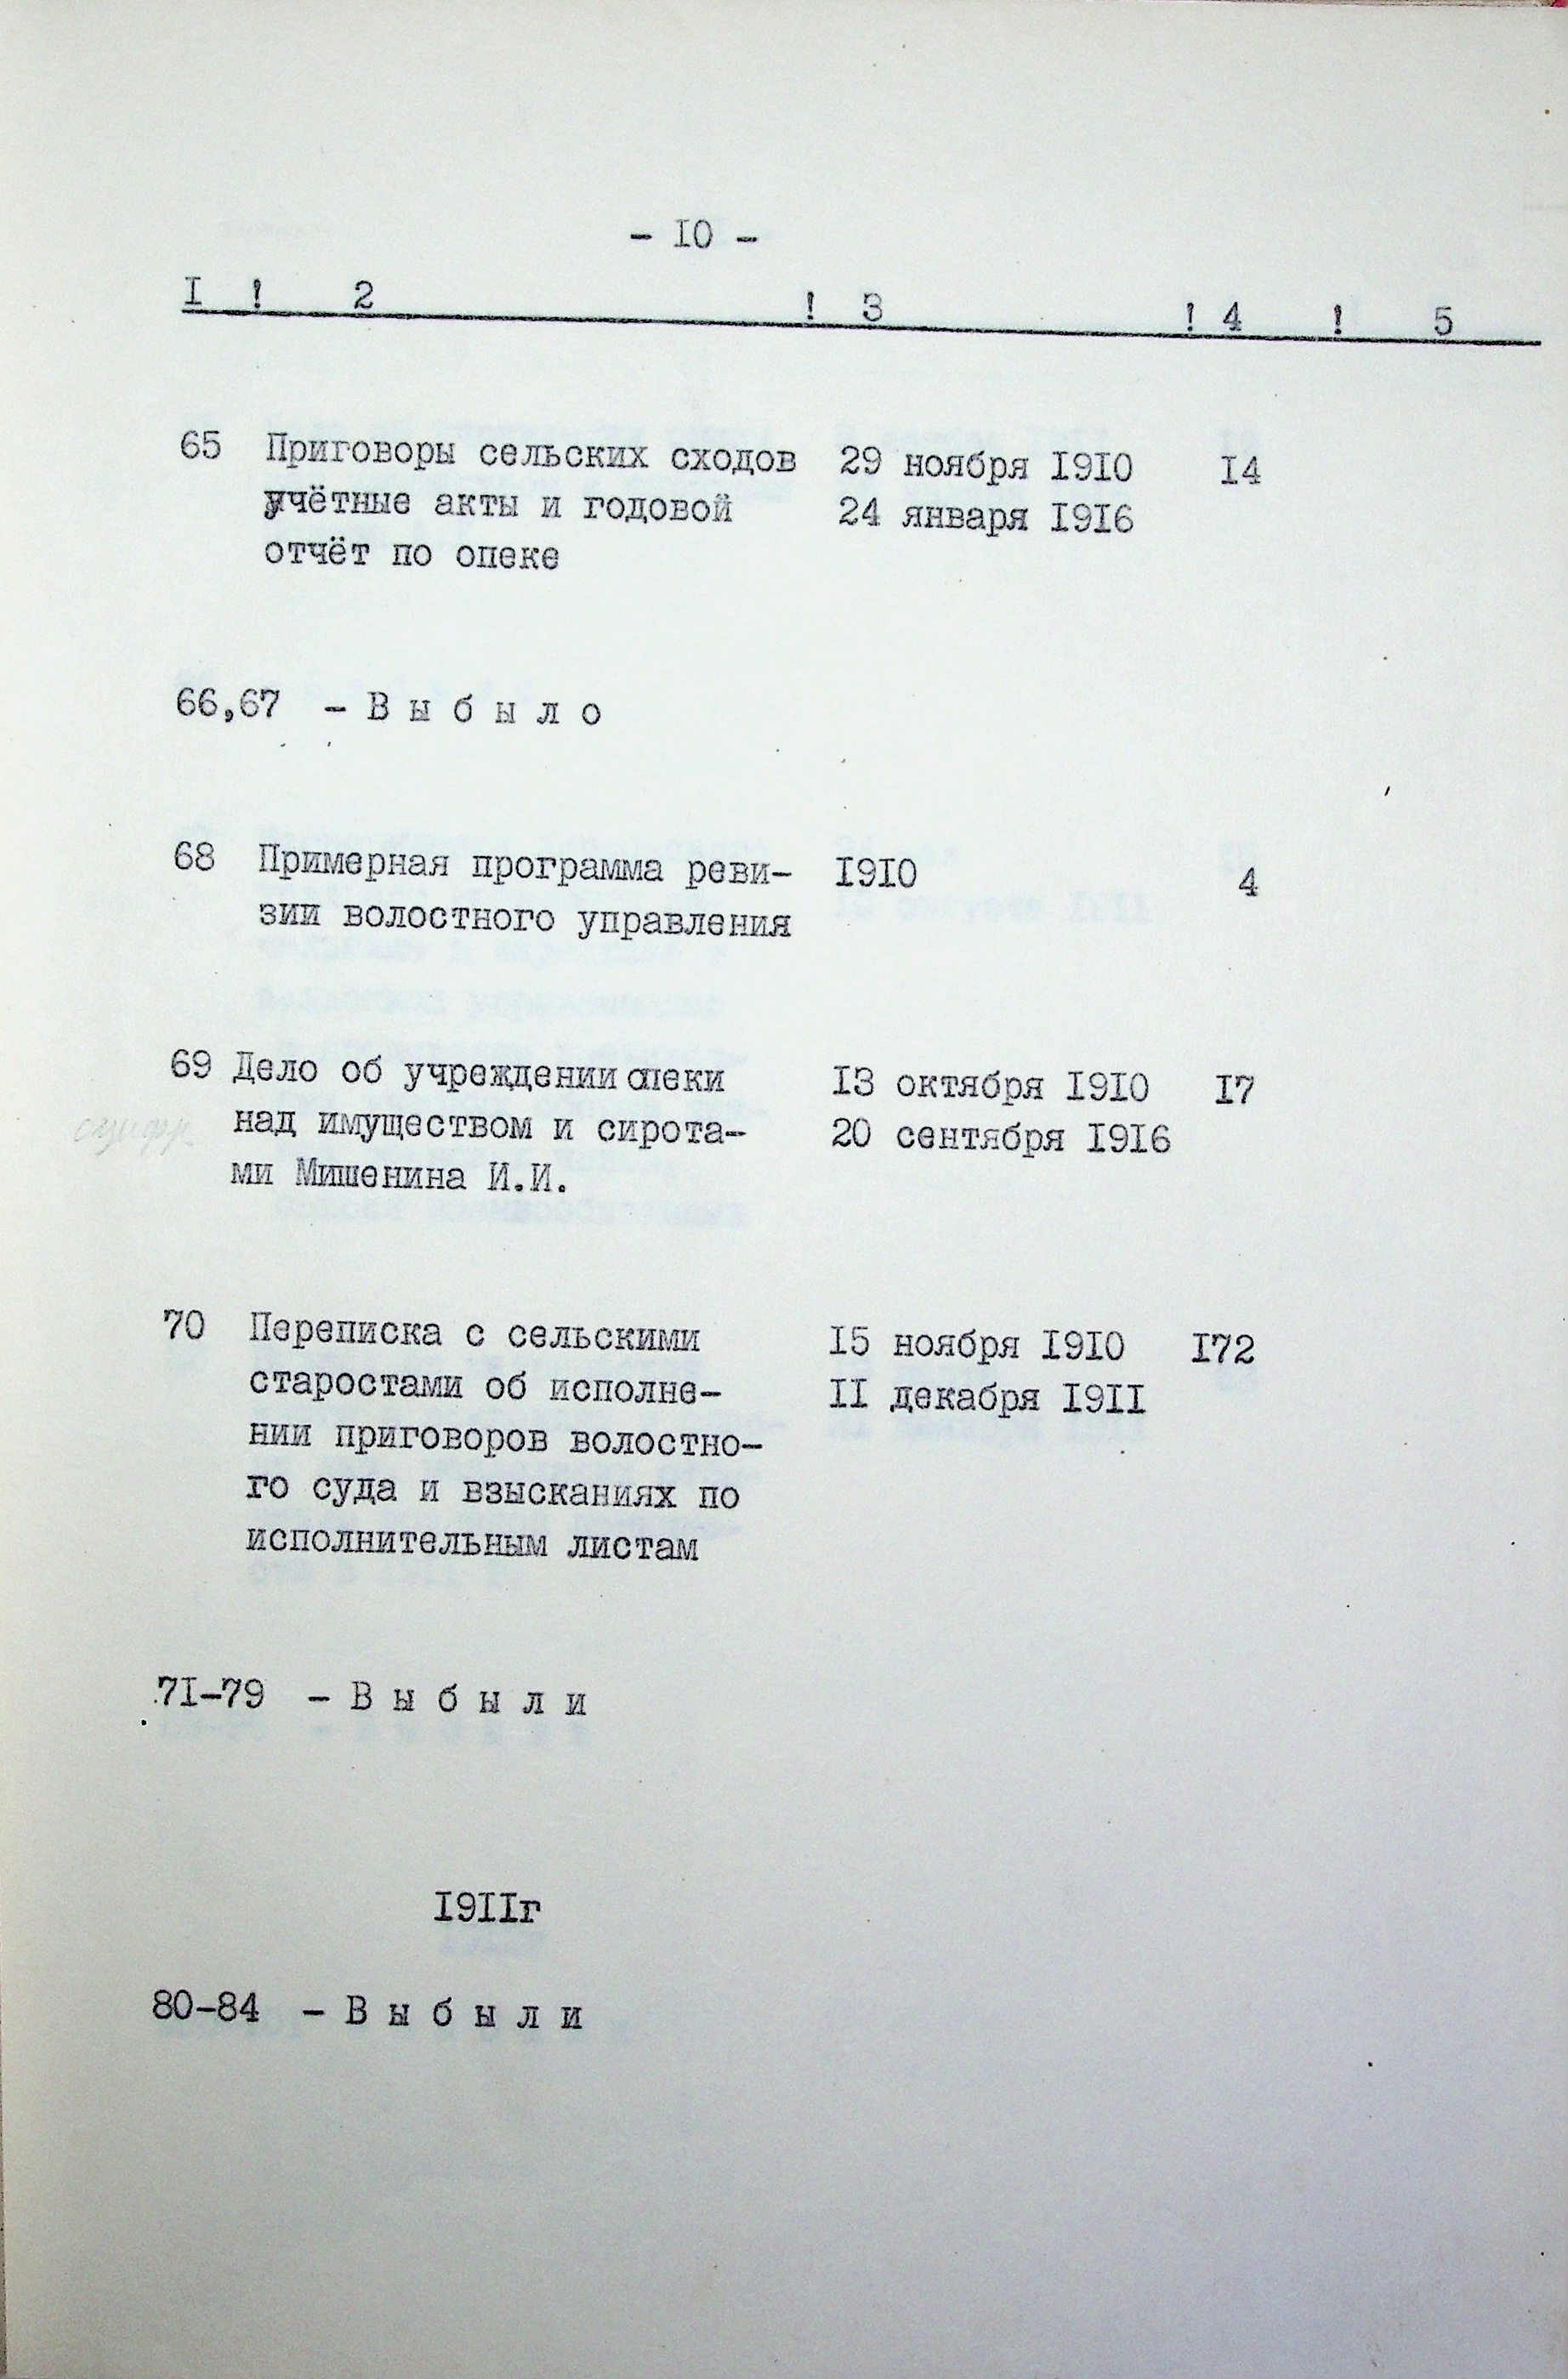 - I0 -
I ! 2 ! 3 ! 4 ! 5
65 Приговоры сельских сходов 29 ноября I9I0 I4
учётные акты и годовой 24 января I9I6
отчёт по опеке
66,67 - В ы б ы л о
68 Примерная программа реви- I9I0 4
зии волостного управления
69 Дело об учреждении опеки I3 октября I9I0 I7
над имуществом и сирота- 20 сентября I9I6
ми Мишенина И.И.
70 Переписка с сельскими I5 ноября I9I0 I72
старостами об исполне- II декабря I9II
нии приговоров волостно-
го суда и взысканиях по
исполнительным листам
7I-79 - В ы б ы л и
I9IIг
80-84 - В ы б ы л и